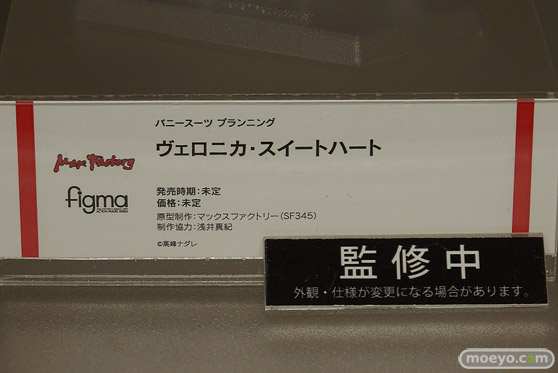 バニースーツ プランニング
ヴェロニカ・スイートハート
Max Factory
figma
発売時期：未定
価格：未定
原型制作：マックスファクトリー（SF345）
制作協力：浅井真紀
©高峰ナダレ
監修中
外観・仕様が変更になる場合があります。
moeyo.com